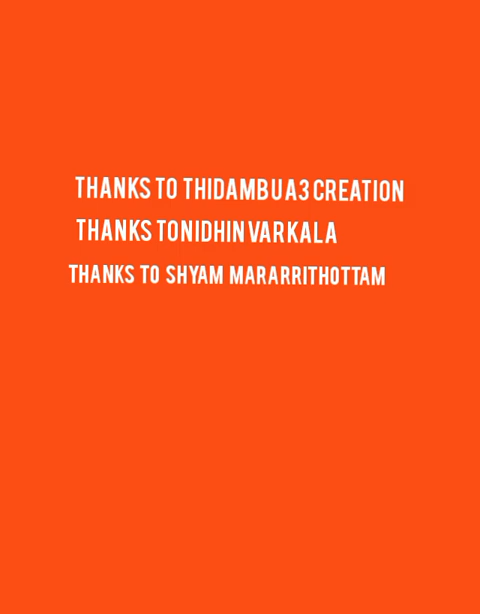 THANKS TO THIDAMBU A3 CREATION
THANKS TONIDHIN VARKALA
THANKS TO SHYAM MARARRITHOTTAM